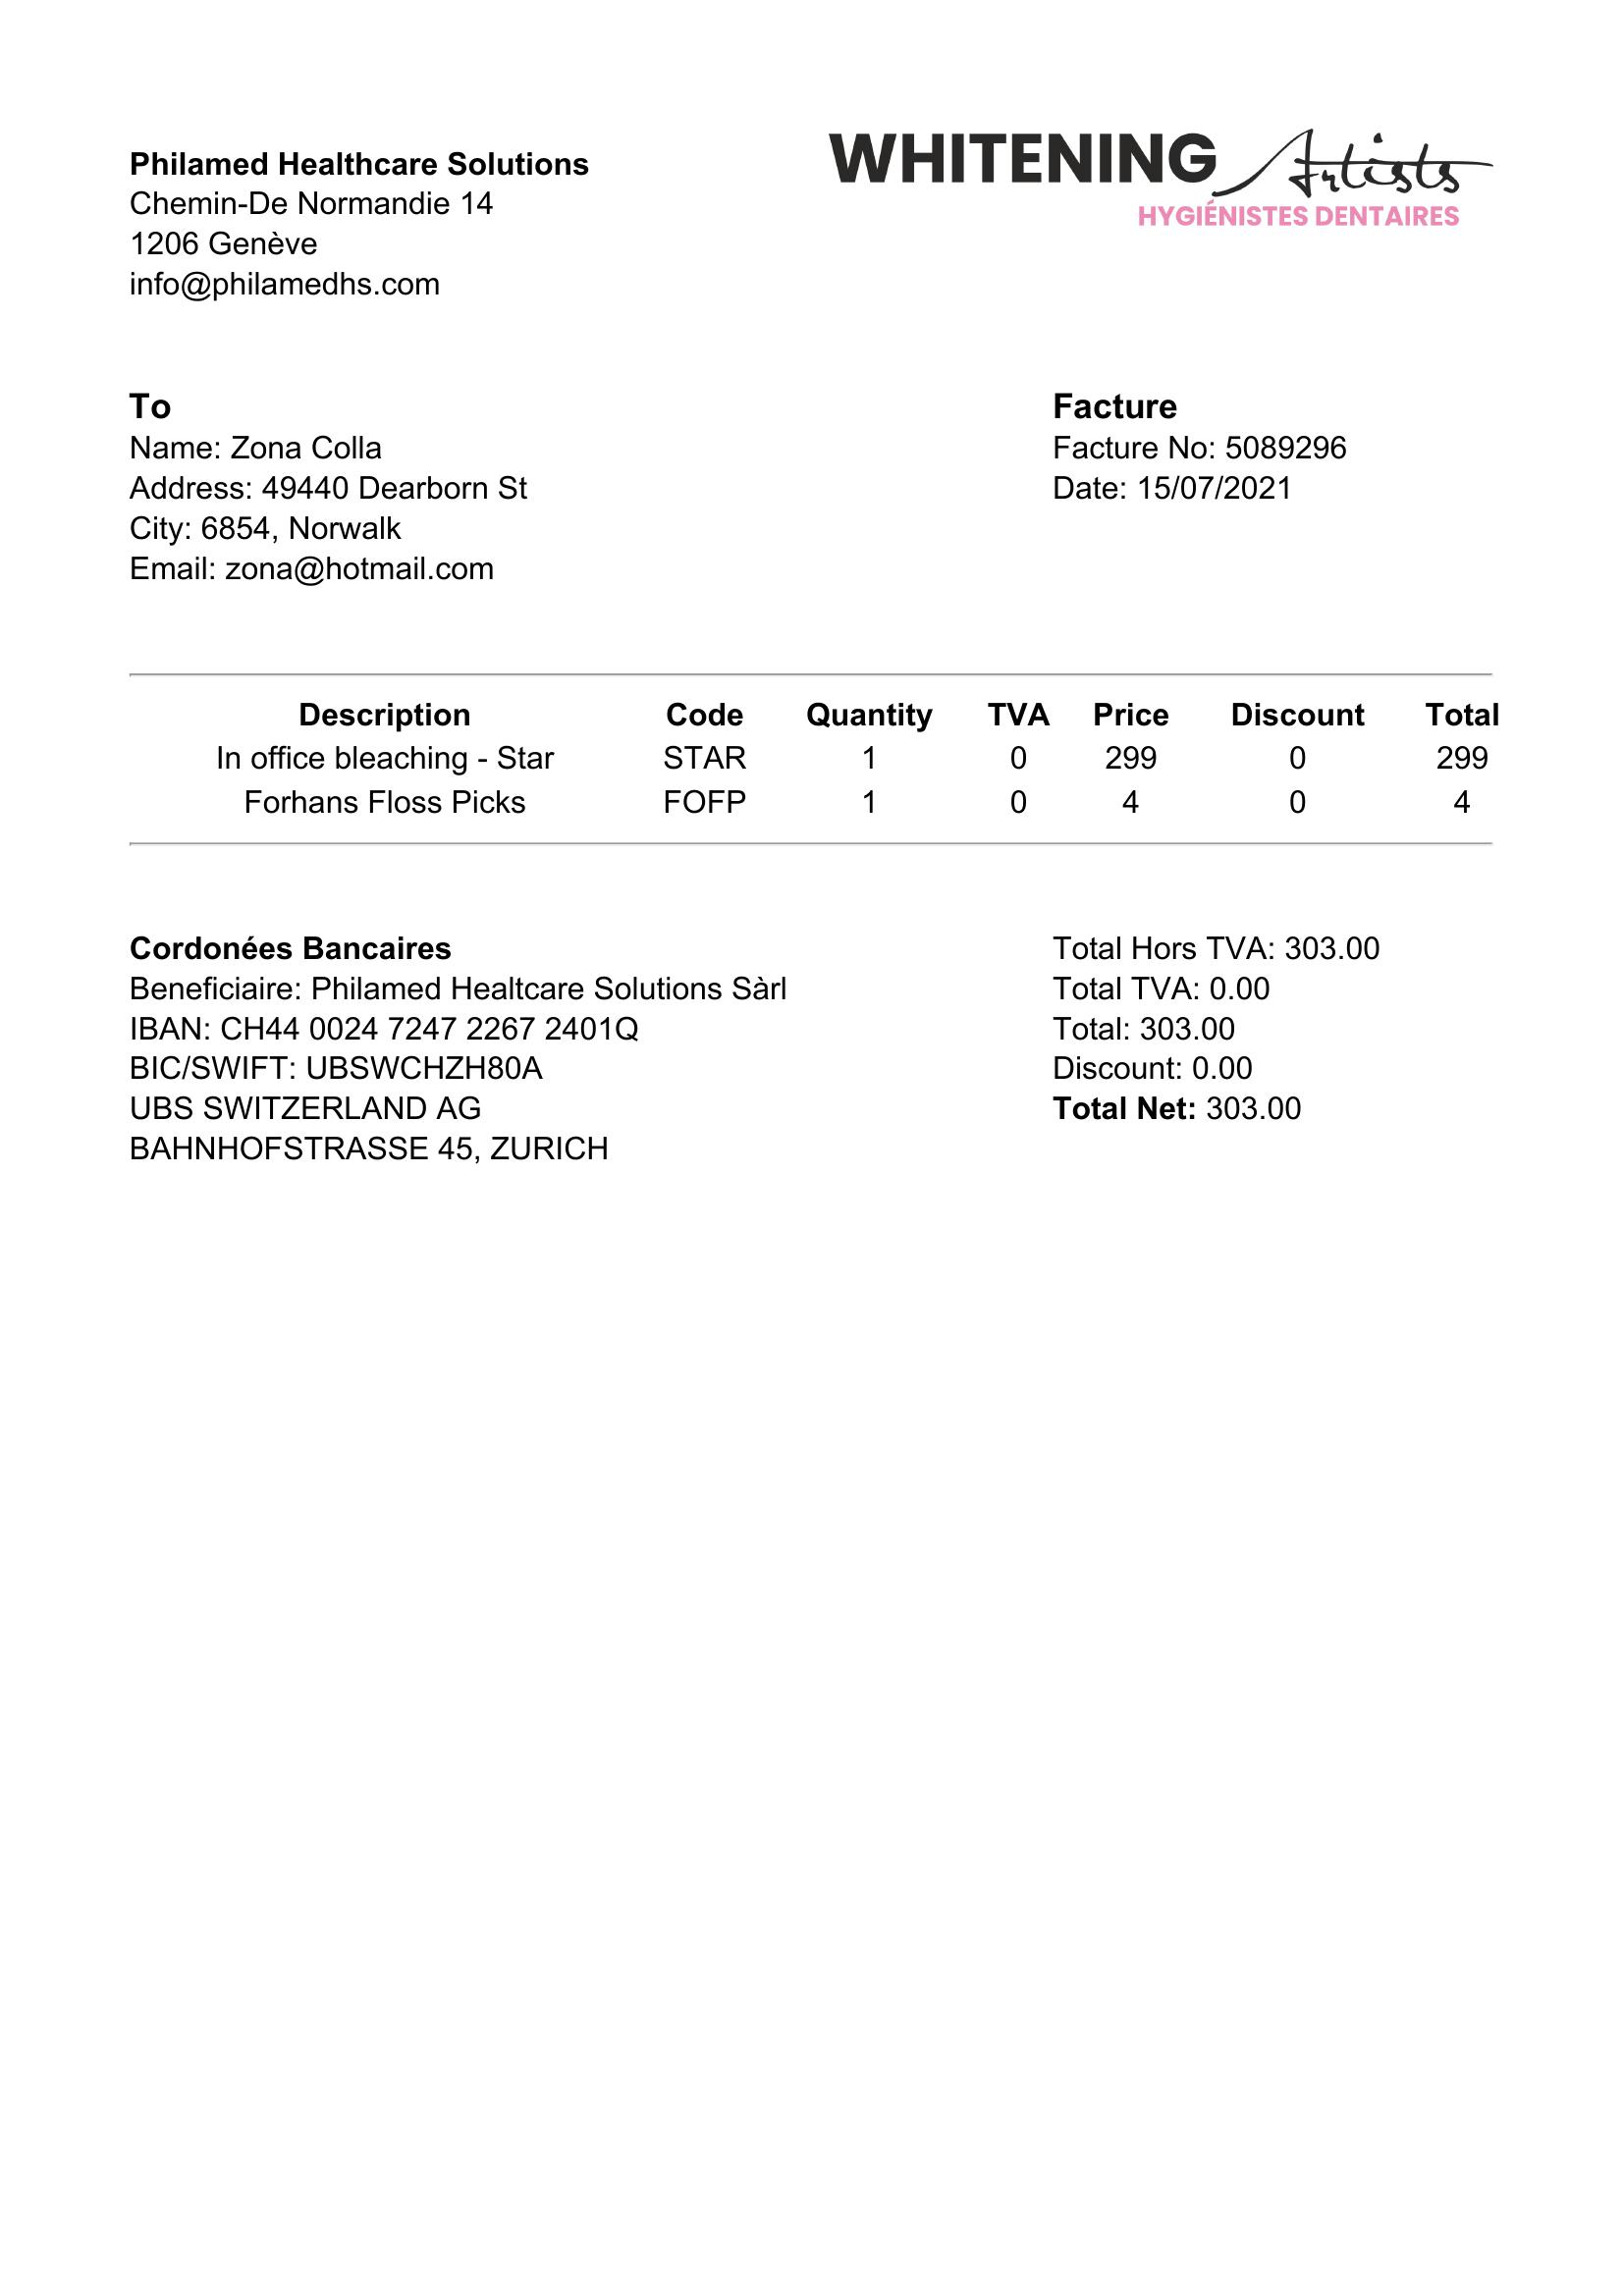 Philamed Healthcare Solutions
Chemin-De Normandie 14
1206 Genève
info@philamedhs.com
WHITENING Artists
HYGIÉNISTES DENTAIRES
To
Name: Zona Colla
Address: 49440 Dearborn St
City: 6854, Norwalk
Email: zona@hotmail.com
Facture
Facture No: 5089296
Date: 15/07/2021
Description Code Quantity TVA Price Discount Total
In office bleaching - Star STAR 1 0 299 0 299
Forhans Floss Picks FOFP 1 0 4 0 4
Cordonées Bancaires
Beneficiaire: Philamed Healtcare Solutions Sàrl
IBAN: CH44 0024 7247 2267 2401Q
BIC/SWIFT: UBSWCHZH80A
UBS SWITZERLAND AG
BAHNHOFSTRASSE 45, ZURICH
Total Hors TVA: 303.00
Total TVA: 0.00
Total: 303.00
Discount: 0.00
Total Net: 303.00